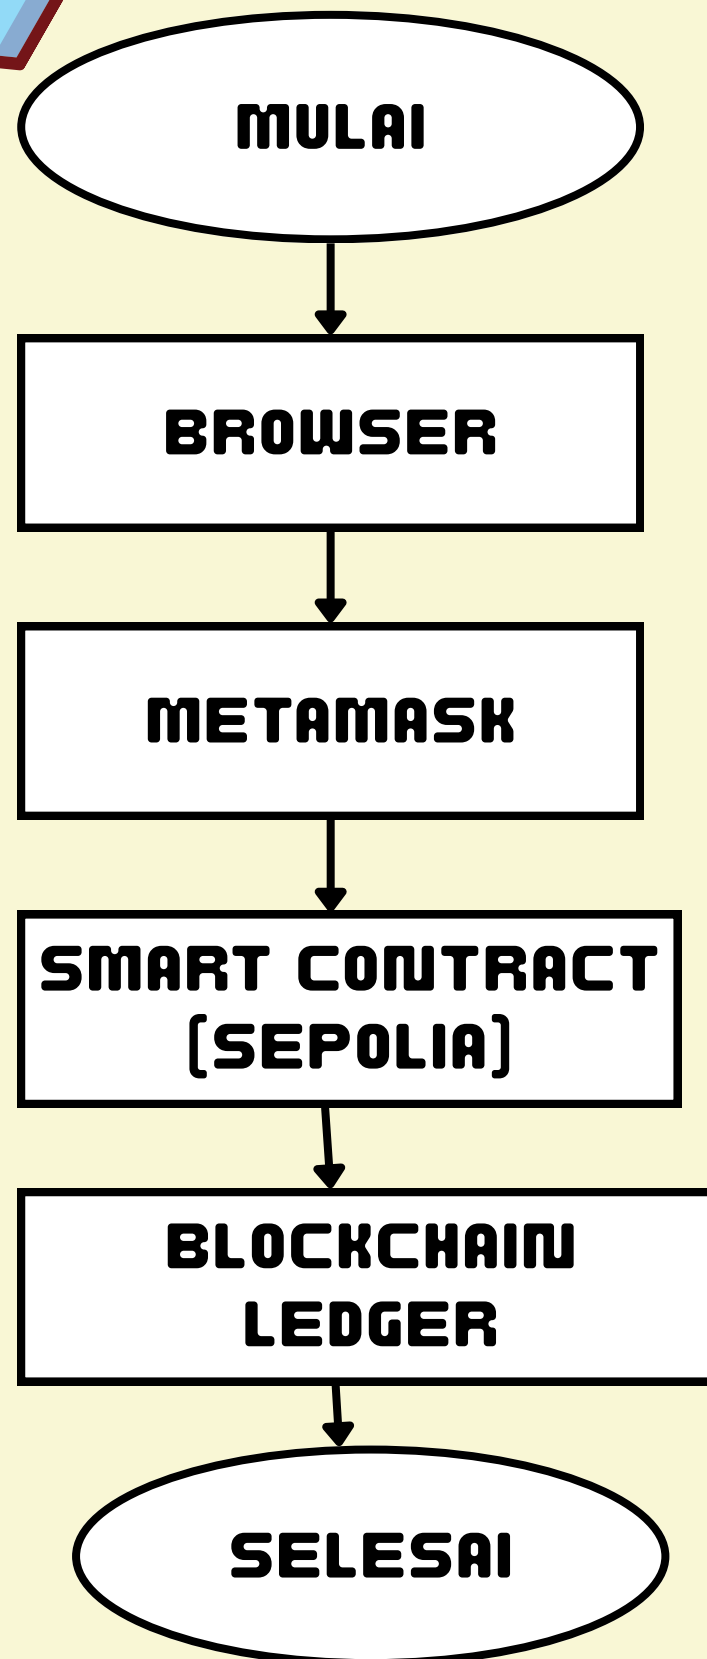 MULAI
BROWSER
METAMASK
SMART CONTRACT
(SEPOLIA)
BLOCKCHAIN
LEDGER
SELESAI